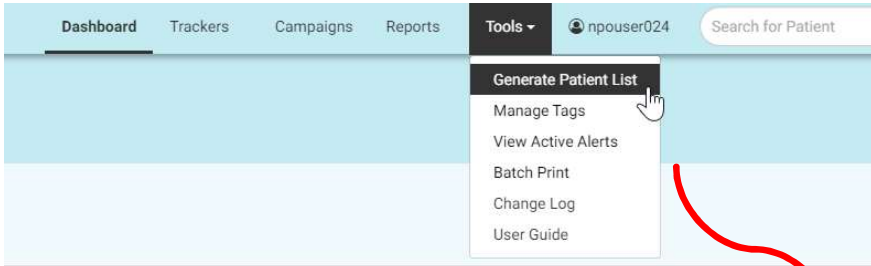 Dashboard Trackers Campaigns Reports Tools npouser024 Search for Patient
Generate Patient List
Manage Tags
View Active Alerts
Batch Print
Change Log
User Guide